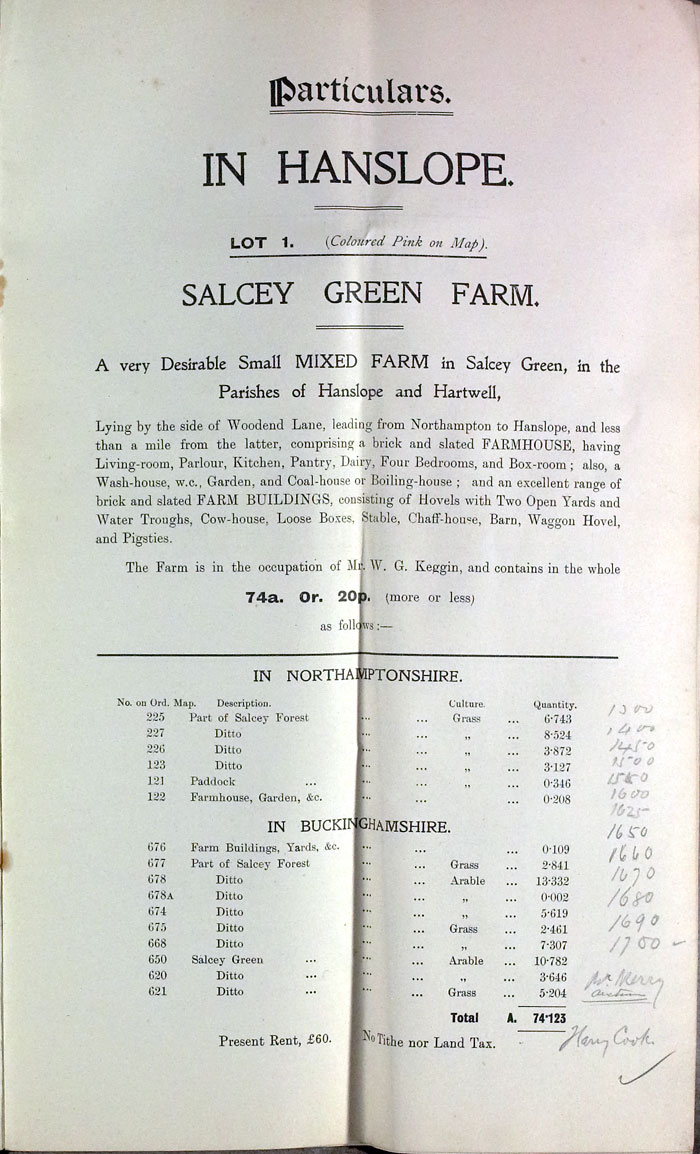 Particulars.
IN HANSLOPE.
LOT 1. (Coloured Pink on Map).
SALCEY GREEN FARM.
A very Desirable Small MIXED FARM in Salcey Green, in the
Parishes of Hanslope and Hartwell,
Lying by the side of Woodend Lane, leading from Northampton to Hanslope, and less
than a mile from the latter, comprising a brick and slated FARMHOUSE, having
Living-room, Parlour, Kitchen, Pantry, Dairy, Four Bedrooms, and Box-room; also, a
Wash-house, w.c., Garden, and Coal-house or Boiling-house; and an excellent range of
brick and slated FARM BUILDINGS, consisting of Hovels with Two Open Yards and
Water Troughs, Cow-house, Loose Boxes, Stable, Chaff-house, Barn, Waggon Hovel,
and Pigsties.
The Farm is in the occupation of Mr. W. G. Keggin, and contains in the whole
74a. 0r. 20p. (more or less)
as follows:—
IN NORTHAMPTONSHIRE.
No. on Ord. Map. Description. Culture. Quantity.
225 Part of Salcey Forest ... ... Grass ... 6·743 1300
227 Ditto ... ... „ ... 8·524 1400
226 Ditto ... ... „ ... 3·872 1450
123 Ditto ... ... „ ... 3·127 1500
121 Paddock ... ... ... „ ... 0·346 1550
122 Farmhouse, Garden, &c. ... ... ... 0·208 1600
1625
IN BUCKINGHAMSHIRE.
1650
676 Farm Buildings, Yards, &c. ... ... ... 0·109
677 Part of Salcey Forest ... ... Grass ... 2·841 1660
678 Ditto ... ... Arable ... 13·332 1670
678A Ditto ... ... „ ... 0·002 1680
674 Ditto ... ... „ ... 5·619
675 Ditto ... ... Grass ... 2·461 1690
668 Ditto ... ... „ ... 7·307 1700
650 Salcey Green ... ... ... Arable ... 10·782
620 Ditto ... ... ... „ ... 3·646 Mr. Merry
621 Ditto ... ... ... Grass ... 5·204
Total A. 74·123
Present Rent, £60. No Tithe nor Land Tax. Harry Cook